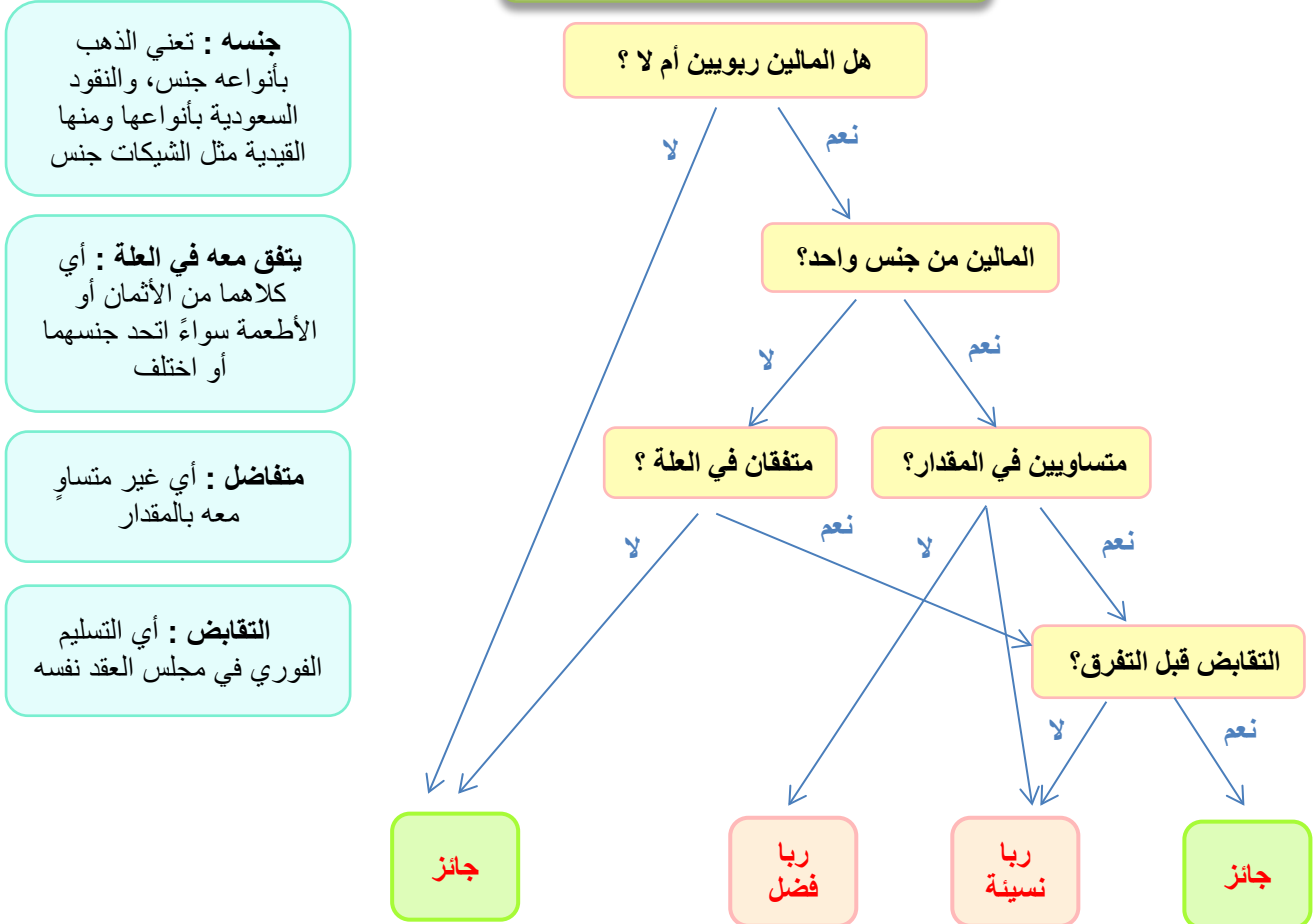 هل المالين ربويين أم لا ؟
لا
نعم
المالين من جنس واحد؟
نعم
لا
متساويين في المقدار؟
متفقان في العلة ؟
نعم
لا
نعم
لا
التقابض قبل التفرق؟
نعم
لا
جائز
ربا
نسيئة
ربا
فضل
جائز
جنسه : تعني الذهب
بأنواعه جنس، والنقود
السعودية بأنواعها ومنها
القيدية مثل الشيكات جنس
يتفق معه في العلة : أي
كلاهما من الأثمان أو
الأطعمة سواءً اتحد جنسهما
أو اختلف
متفاضل : أي غير متساوٍ
معه بالمقدار
التقابض : أي التسليم
الفوري في مجلس العقد نفسه